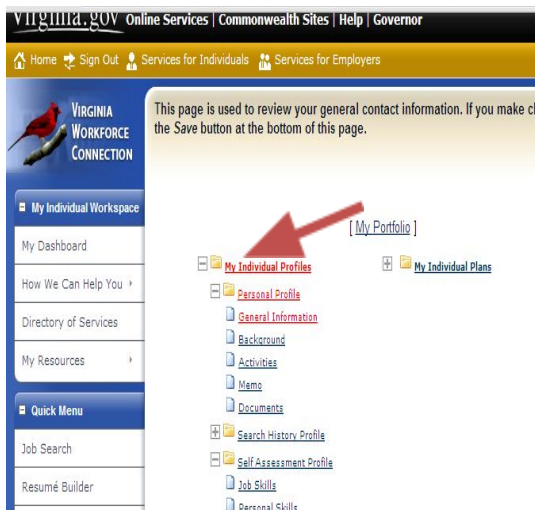 Virginia.gov Online Services | Commonwealth Sites | Help | Governor
Home Sign Out Services for Individuals Services for Employers
VIRGINIA
WORKFORCE
CONNECTION
This page is used to review your general contact information. If you make c
the Save button at the bottom of this page.
My Individual Workspace
My Dashboard
How We Can Help You
Directory of Services
My Resources
Quick Menu
Job Search
Resumé Builder
[ My Portfolio ]
My Individual Profiles
Personal Profile
General Information
Background
Activities
Memo
Documents
Search History Profile
Self Assessment Profile
Job Skills
Personal Skills
My Individual Plans